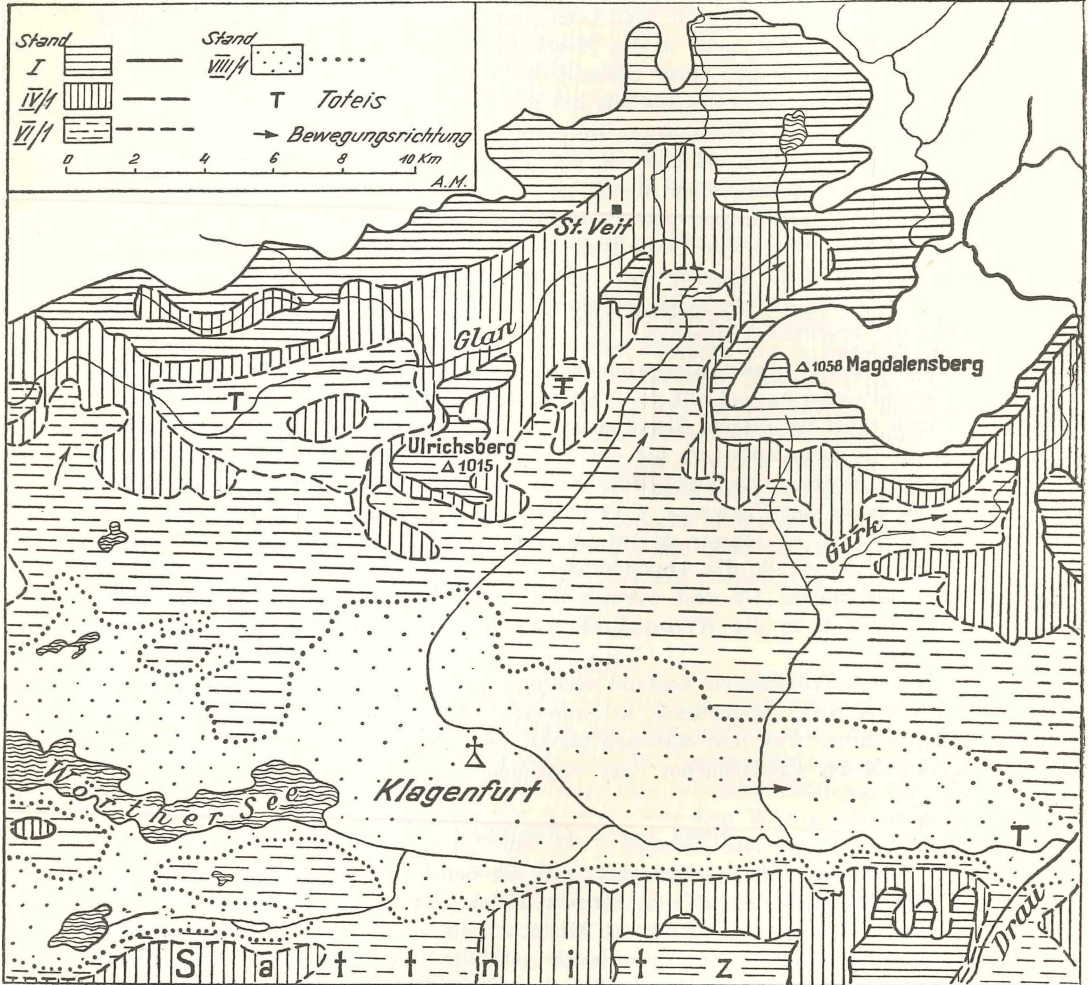 Stand
I
IV/1
VI/1
Stand
VIII/1
T Toteis
Bewegungsrichtung
0 2 4 6 8 10 Km
A.M.
St. Veit
Glan
1058 Magdalensberg
T
T
Ulrichsberg
1015
Gurk
Wörther See
Klagenfurt
T
Drau
Sattnitz